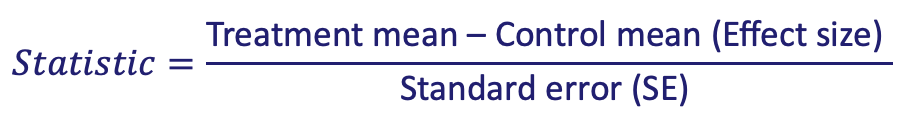 Statistic = Treatment mean – Control mean (Effect size)
Standard error (SE)